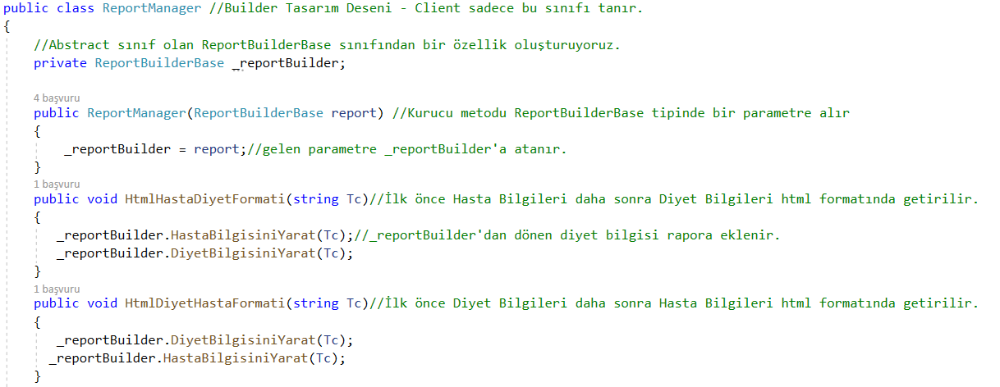 public class ReportManager //Builder Tasarım Deseni - Client sadece bu sınıfı tanır.
{
//Abstract sınıf olan ReportBuilderBase sınıfından bir özellik oluşturuyoruz.
private ReportBuilderBase _reportBuilder;
4 başvuru
public ReportManager(ReportBuilderBase report) //Kurucu metodu ReportBuilderBase tipinde bir parametre alır
{
_reportBuilder = report;//gelen parametre _reportBuilder'a atanır.
}
1 başvuru
public void HtmlHastaDiyetFormati(string Tc)//İlk önce Hasta Bilgileri daha sonra Diyet Bilgileri html formatında getirilir.
{
_reportBuilder.HastaBilgisiniYarat(Tc);//_reportBuilder'dan dönen diyet bilgisi rapora eklenir.
_reportBuilder.DiyetBilgisiniYarat(Tc);
}
1 başvuru
public void HtmlDiyetHastaFormati(string Tc)//İlk önce Diyet Bilgileri daha sonra Hasta Bilgileri html formatında getirilir.
{
_reportBuilder.DiyetBilgisiniYarat(Tc);
_reportBuilder.HastaBilgisiniYarat(Tc);
}